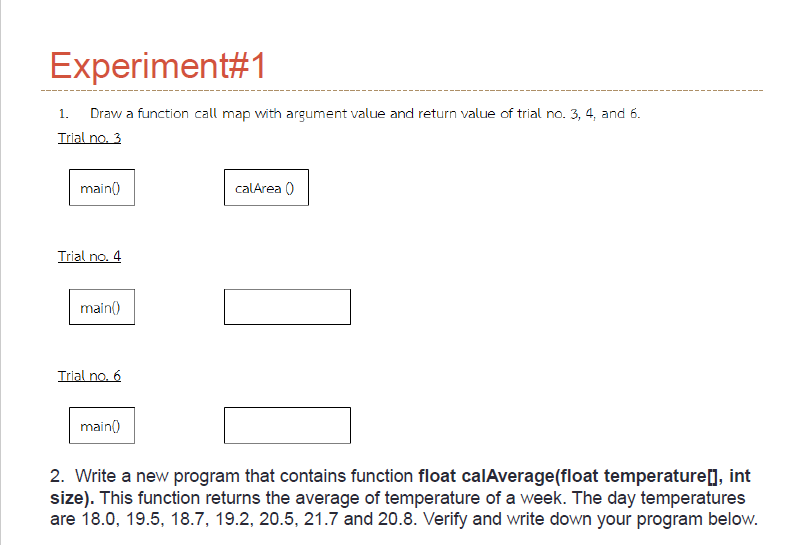 Experiment#1
1. Draw a function call map with argument value and return value of trial no. 3, 4, and 6.
Trial no. 3
main() calArea ()
Trial no. 4
main()
Trial no. 6
main()
2. Write a new program that contains function float calAverage(float temperature[], int
size). This function returns the average of temperature of a week. The day temperatures
are 18.0, 19.5, 18.7, 19.2, 20.5, 21.7 and 20.8. Verify and write down your program below.